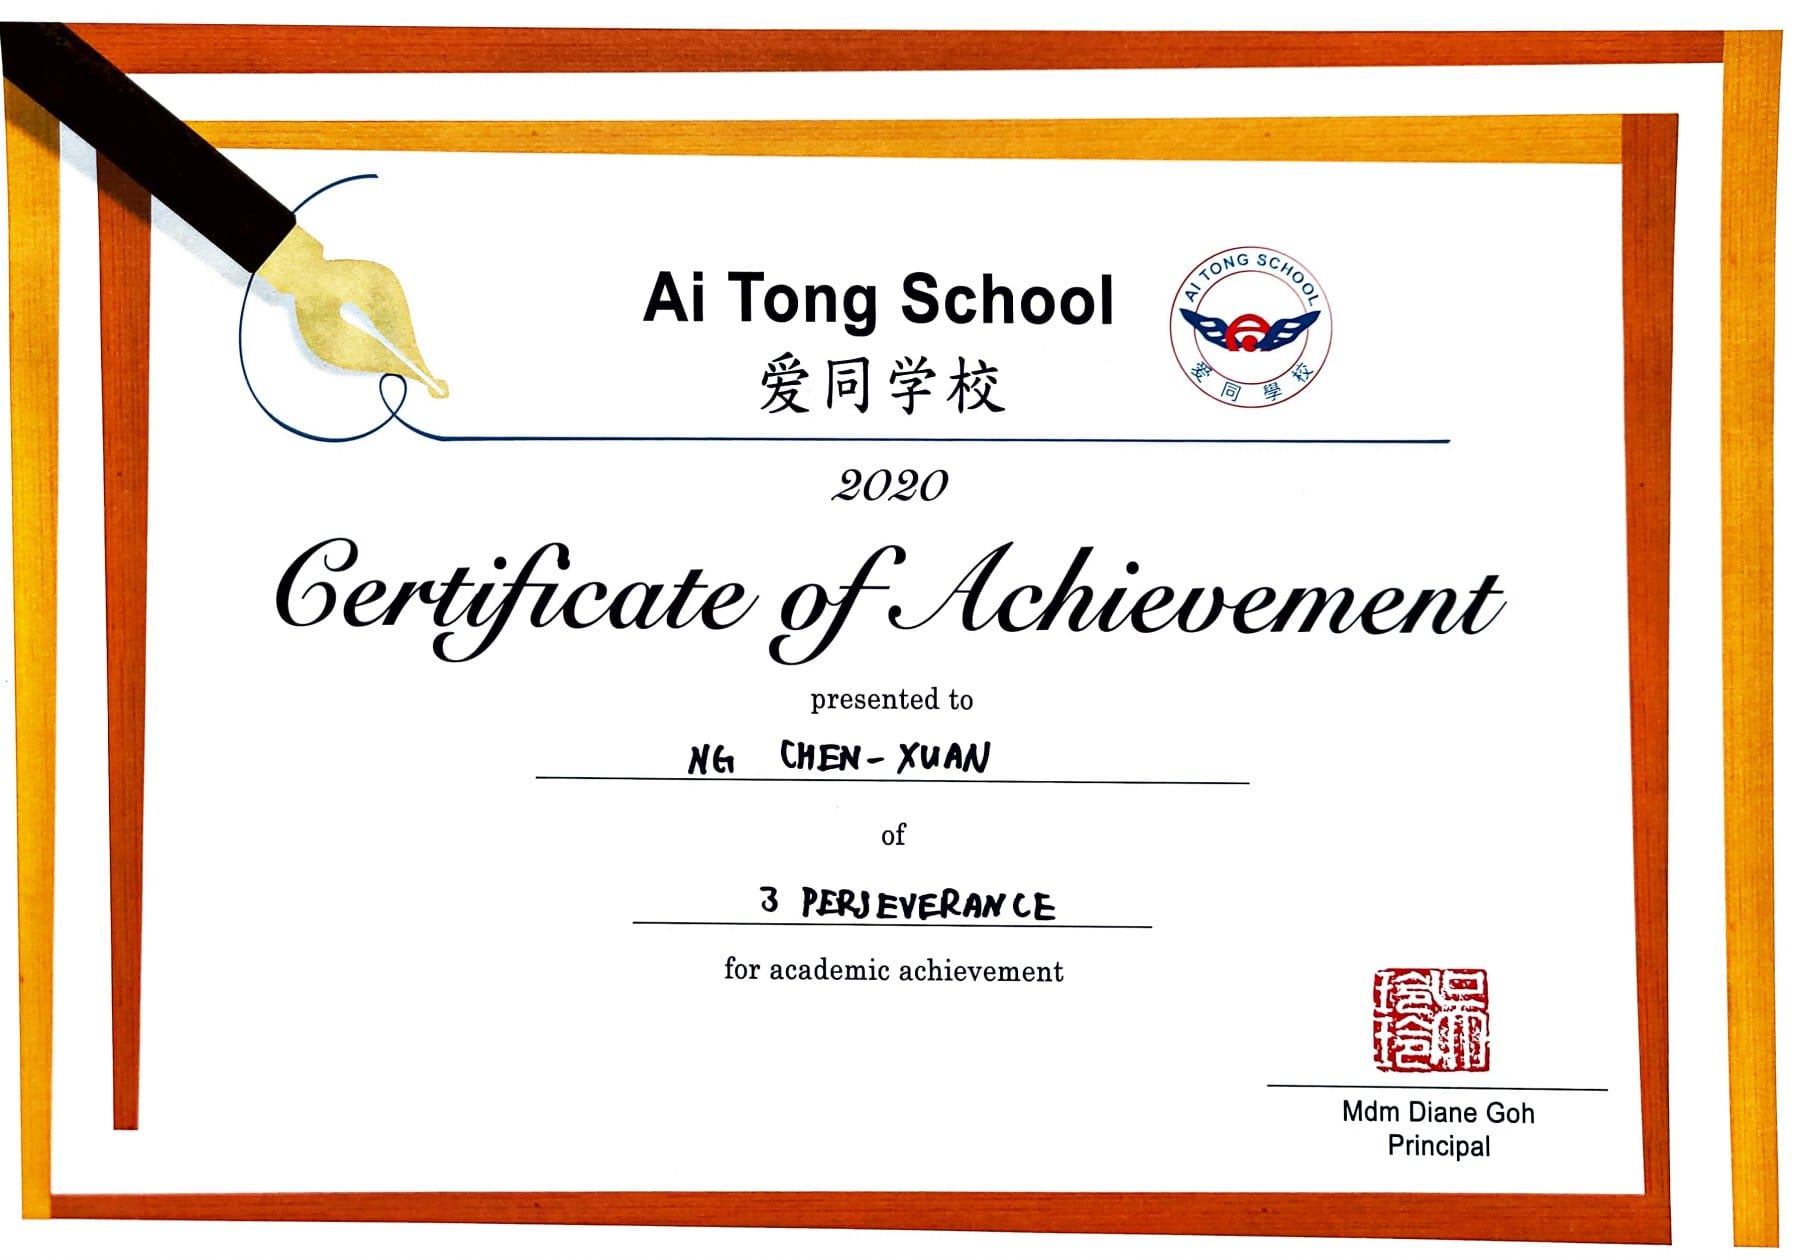 Ai Tong School
爱同学校
AI TONG SCHOOL
爱同學校
2020
Certificate of Achievement
presented to
NG CHEN-XUAN
of
3 PERSEVERANCE
for academic achievement
Mdm Diane Goh
Principal